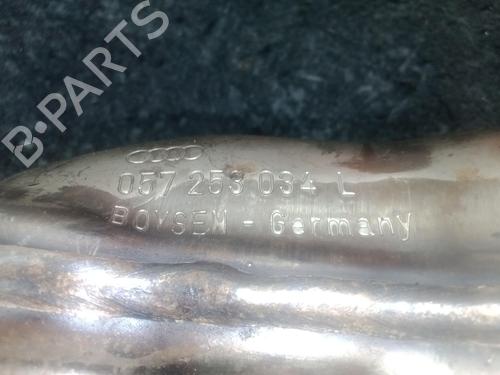 B-PARTS
057 253 034 L
BOYSEN - Germany